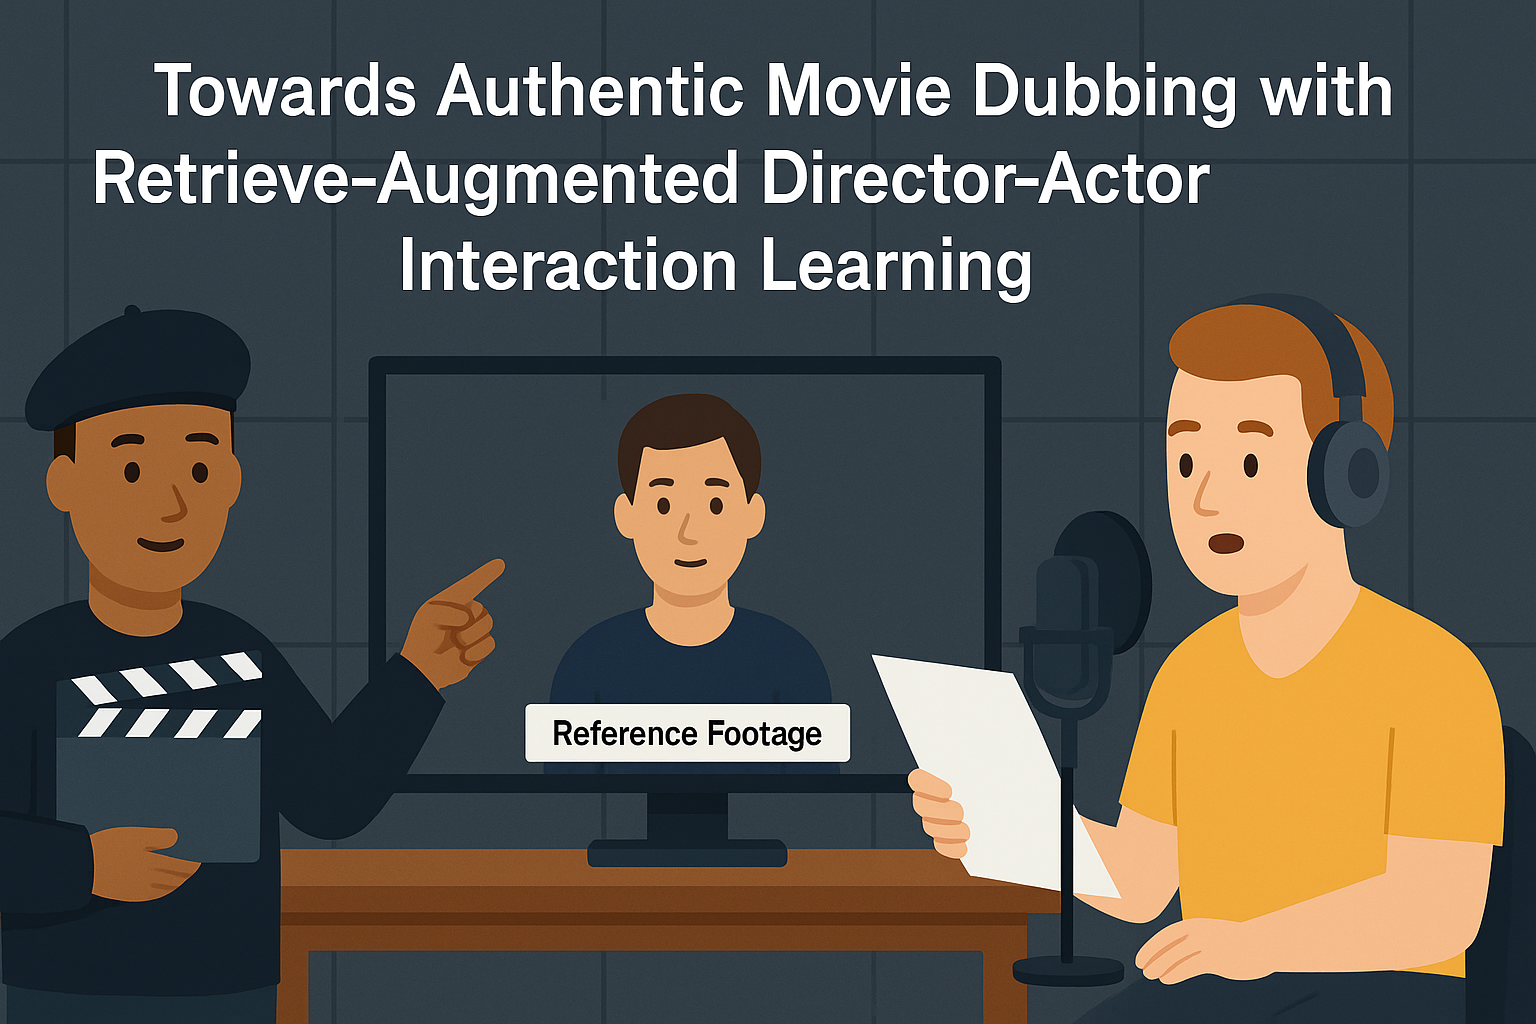 Towards Authentic Movie Dubbing with
Retrieve-Augmented Director-Actor
Interaction Learning
Reference Footage